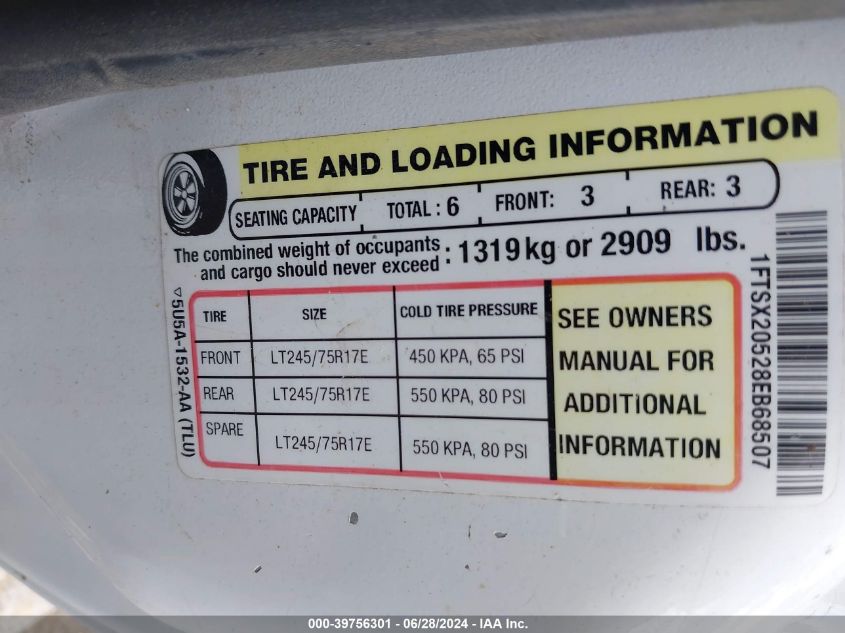 TIRE AND LOADING INFORMATION
SEATING CAPACITY TOTAL : 6 FRONT: 3 REAR: 3
The combined weight of occupants
and cargo should never exceed : 1319 kg or 2909 lbs.
TIRE SIZE COLD TIRE PRESSURE
FRONT LT245/75R17E 450 KPA, 65 PSI
REAR LT245/75R17E 550 KPA, 80 PSI
SPARE LT245/75R17E 550 KPA, 80 PSI
SEE OWNERS
MANUAL FOR
ADDITIONAL
INFORMATION
5U5A-1532-AA (TLU)
1FTSX20528EB68507
000-39756301 - 06/28/2024 - IAA Inc.